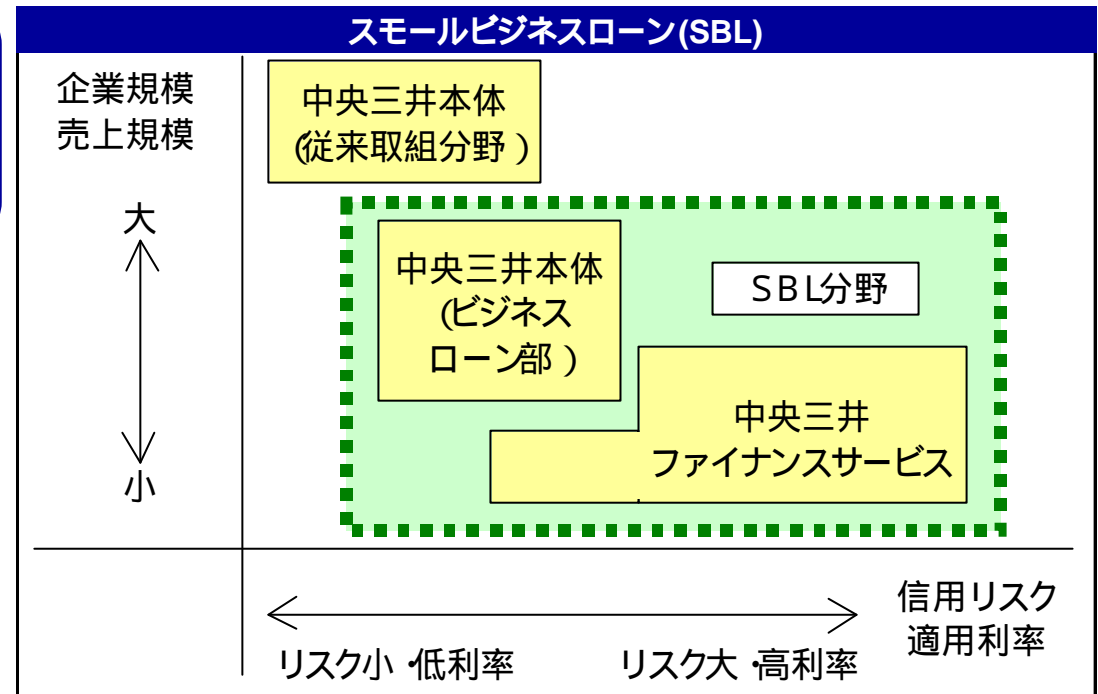 スモールビジネスローン(SBL)
企業規模
売上規模
大
小
中央三井本体
(従来取組分野)
中央三井本体
(ビジネス
ローン部)
SBL分野
中央三井
ファイナンスサービス
信用リスク
適用利率
リスク小・低利率
リスク大・高利率